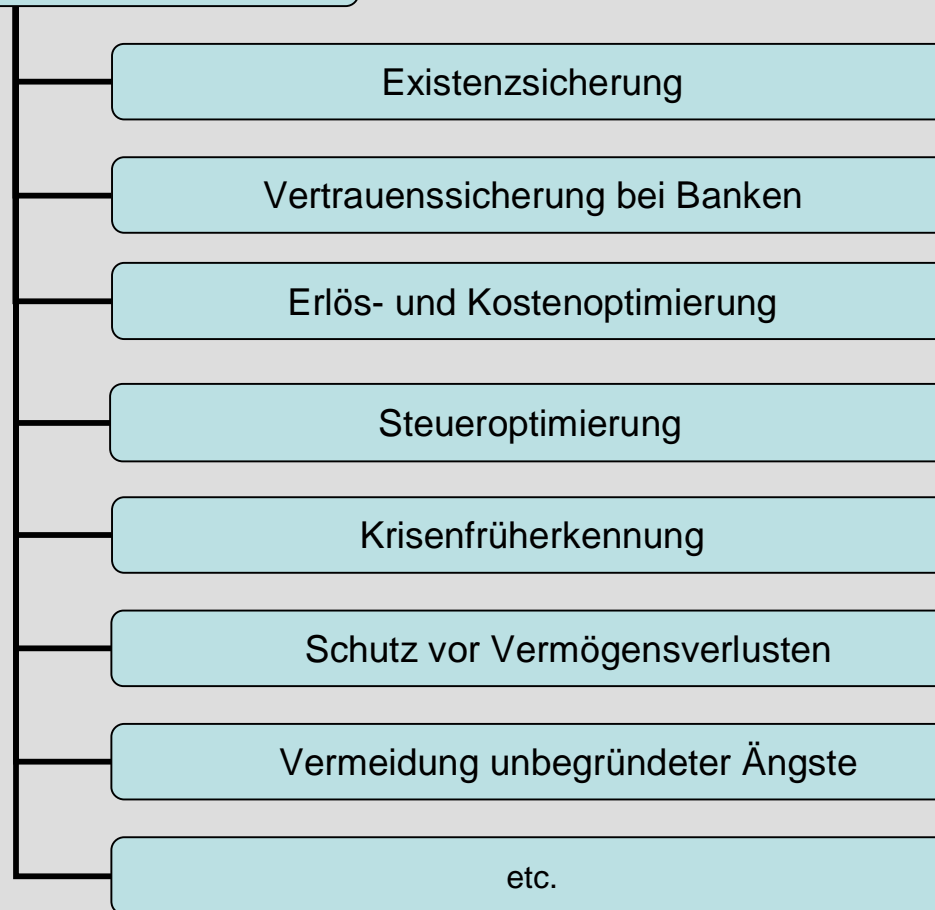 Existenzsicherung
Vertrauenssicherung bei Banken
Erlös- und Kostenoptimierung
Steueroptimierung
Krisenfrüherkennung
Schutz vor Vermögensverlusten
Vermeidung unbegründeter Ängste
etc.